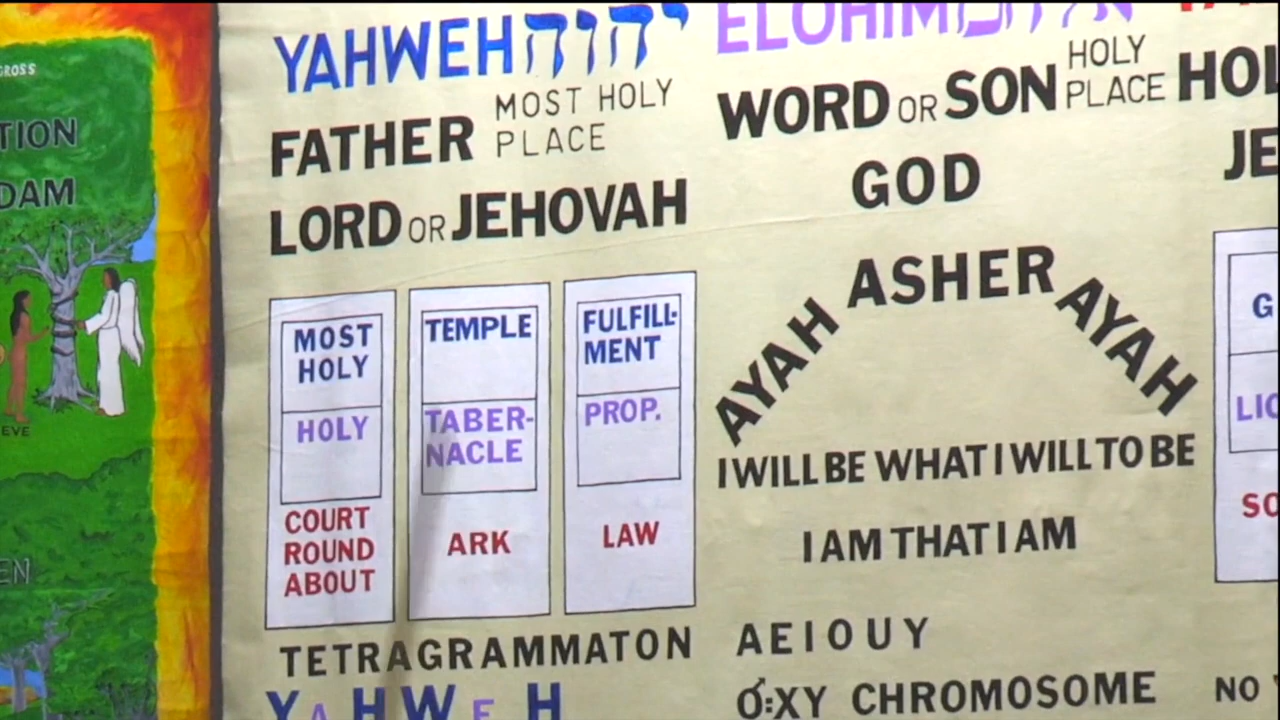 YAHWEH יהוה
FATHER MOST HOLY PLACE
LORD OR JEHOVAH
MOST HOLY
HOLY
COURT ROUND ABOUT
TEMPLE
TABER-
NACLE
ARK
FULFILL-
MENT
PROP.
LAW
TETRAGRAMMATON
YAHWEH
ELOHIM
WORD OR SON HOLY PLACE
GOD
AYAH ASHER AYAH
I WILL BE WHAT I WILL TO BE
I AM THAT I AM
A E I O U Y
♂:XY CHROMOSOME
NO
EVE